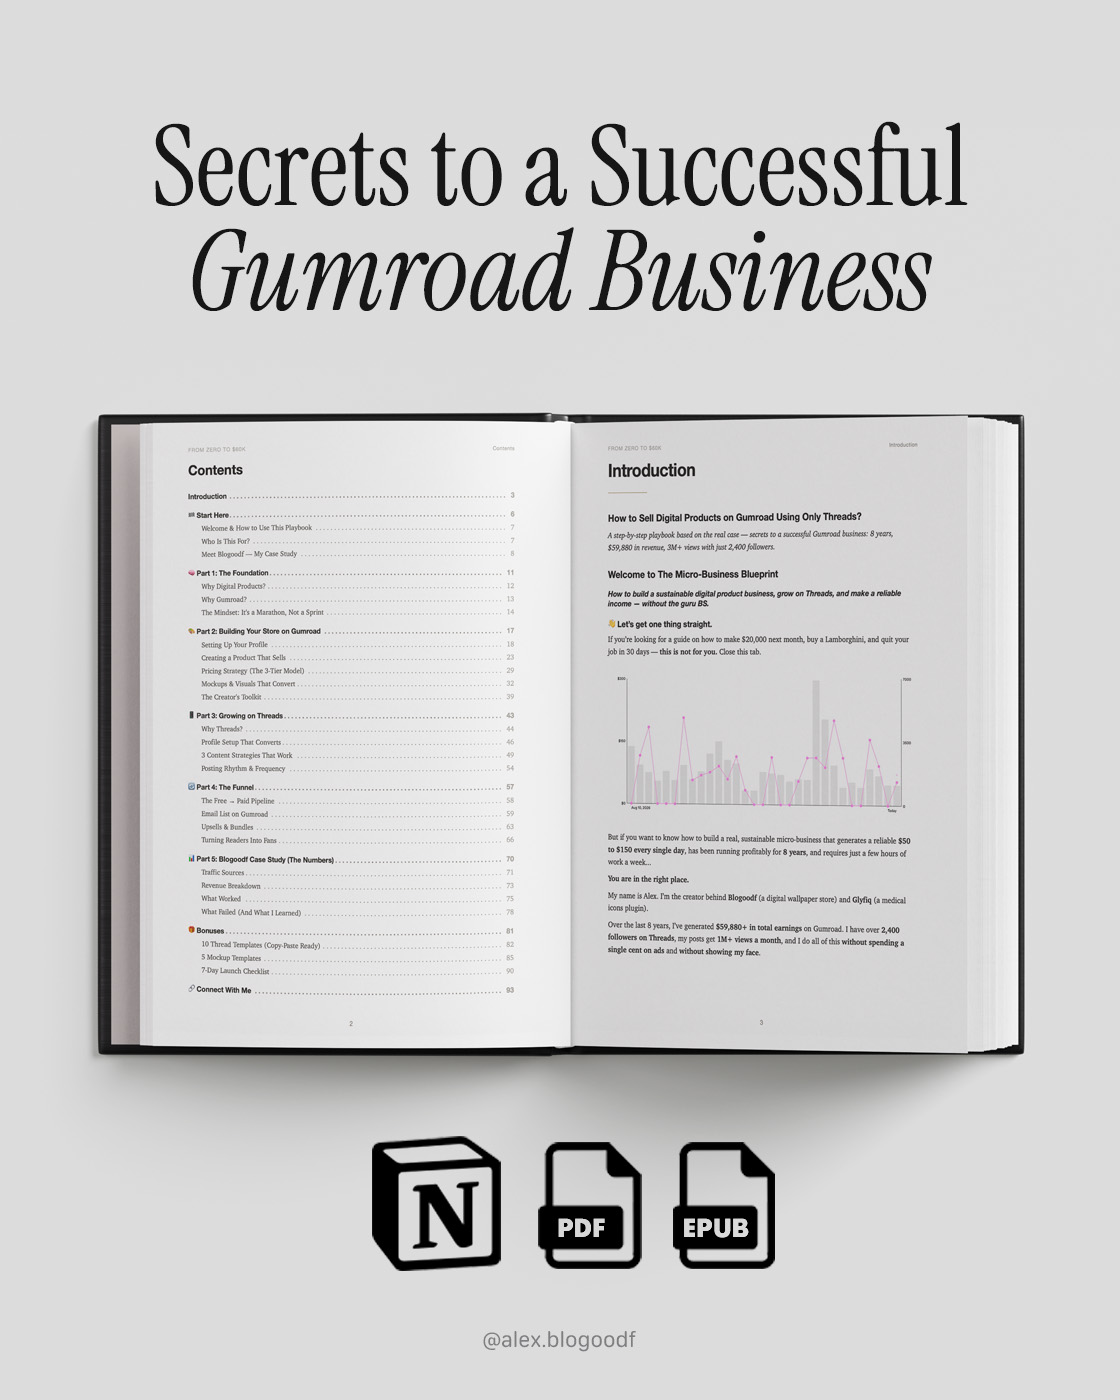 Secrets to a Successful
Gumroad Business
FROM ZERO TO $60K
Contents
Contents
Introduction 3
Start Here 6
Welcome & How to Use This Playbook 7
Who Is This For? 7
Meet Blogoodf — My Case Study 8
Part 1: The Foundation 11
Why Digital Products? 12
Why Gumroad? 13
The Mindset: It's a Marathon, Not a Sprint 14
Part 2: Building Your Store on Gumroad 17
Setting Up Your Profile 18
Creating a Product That Sells 23
Pricing Strategy (The 3-Tier Model) 29
Mockups & Visuals That Convert 32
The Creator's Toolkit 39
Part 3: Growing on Threads 43
Why Threads? 44
Profile Setup That Converts 46
3 Content Strategies That Work 49
Posting Rhythm & Frequency 54
Part 4: The Funnel 57
The Free → Paid Pipeline 58
Email List on Gumroad 59
Upsells & Bundles 63
Turning Readers Into Fans 66
Part 5: Blogoodf Case Study (The Numbers) 70
Traffic Sources 71
Revenue Breakdown 73
What Worked 75
What Failed (And What I Learned) 78
Bonuses 81
10 Thread Templates (Copy-Paste Ready) 82
5 Mockup Templates 85
7-Day Launch Checklist 90
Connect With Me 93
2
FROM ZERO TO $60K
Introduction
Introduction
How to Sell Digital Products on Gumroad Using Only Threads?
A step-by-step playbook based on the real case — secrets to a successful Gumroad business: 8 years,
$59,880 in revenue, 3M+ views with just 2,400 followers.
Welcome to The Micro-Business Blueprint
How to build a sustainable digital product business, grow on Threads, and make a reliable
income — without the guru BS.
👋 Let's get one thing straight.
If you're looking for a guide on how to make $20,000 next month, buy a Lamborghini, and quit your
job in 30 days — this is not for you. Close this tab.
$0
0
Today
But if you want to know how to build a real, sustainable micro-business that generates a reliable $50
to $150 every single day, has been running profitably for 8 years, and requires just a few hours of
work a week...
You are in the right place.
My name is Alex. I'm the creator behind Blogoodf (a digital wallpaper store) and Glyfiq (a medical
icons plugin).
Over the last 8 years, I've generated $59,880+ in total earnings on Gumroad. I have over 2,400
followers on Threads, my posts get 1M+ views a month, and I do all of this without spending a
single cent on ads and without showing my face.
3
N
PDF
EPUB
@alex.blogoodf